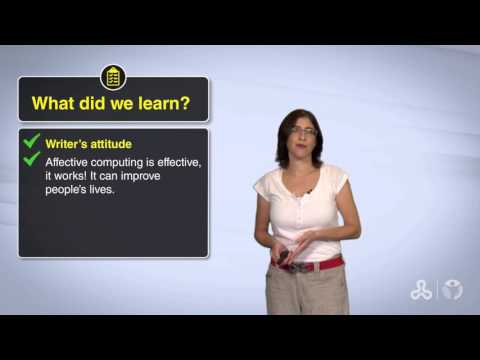 What did we learn?
Writer's attitude
Affective computing is effective,
it works! It can improve
people's lives.